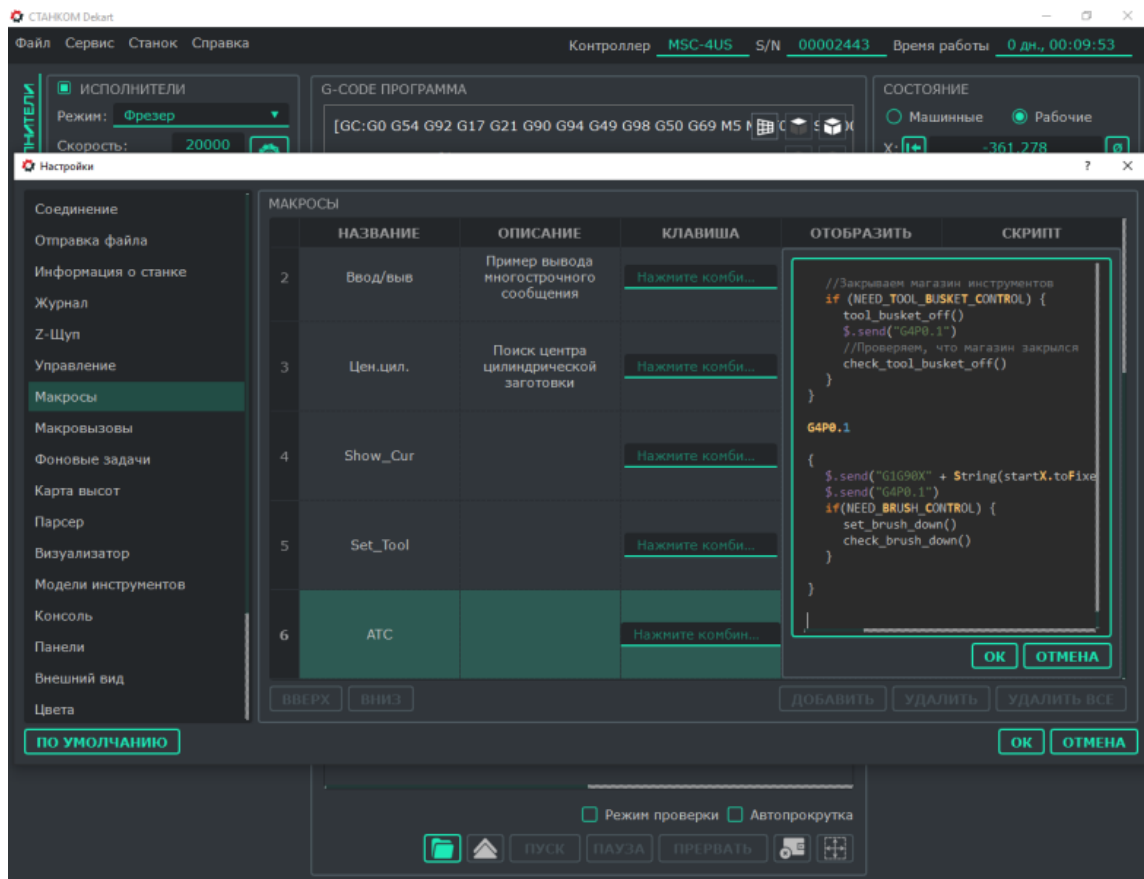 СТАНКОМ Dekart
Файл Сервис Станок Справка
Контроллер MSC-4US S/N 00002443 Время работы 0 дн., 00:09:53
ИСПОЛНИТЕЛИ
Режим: Фрезер
Скорость: 20000
G-CODE ПРОГРАММА
[GC:G0 G54 G92 G17 G21 G90 G94 G49 G98 G50 G69 M5
СОСТОЯНИЕ
Машинные Рабочие
X: -361.278
Настройки
Соединение
Отправка файла
Информация о станке
Журнал
Z-Щуп
Управление
Макросы
Макровызовы
Фоновые задачи
Карта высот
Парсер
Визуализатор
Модели инструментов
Консоль
Панели
Внешний вид
Цвета
МАКРОСЫ
НАЗВАНИЕ ОПИСАНИЕ КЛАВИША ОТОБРАЗИТЬ СКРИПТ
2 Ввод/выв Пример вывода многострочного сообщения Нажмите комби...
3 Цен.цил. Поиск центра цилиндрической заготовки Нажмите комби...
4 Show_Cur Нажмите комби...
5 Set_Tool Нажмите комби...
6 ATC Нажмите комбин...
//Закрываем магазин инструментов
if (NEED_TOOL_BUSKET_CONTROL) {
tool_busket_off()
$.send("G4P0.1")
//Проверяем, что магазин закрылся
check_tool_busket_off()
}
}
G4P0.1
{
$.send("G1G90X" + String(startX.toFixe
$.send("G4P0.1")
if(NEED_BRUSH_CONTROL) {
set_brush_down()
check_brush_down()
}
}
ОК ОТМЕНА
ВВЕРХ ВНИЗ ДОБАВИТЬ УДАЛИТЬ УДАЛИТЬ ВСЕ
ПО УМОЛЧАНИЮ ОК ОТМЕНА
Режим проверки Автопрокрутка
ПУСК ПАУЗА ПРЕРВАТЬ